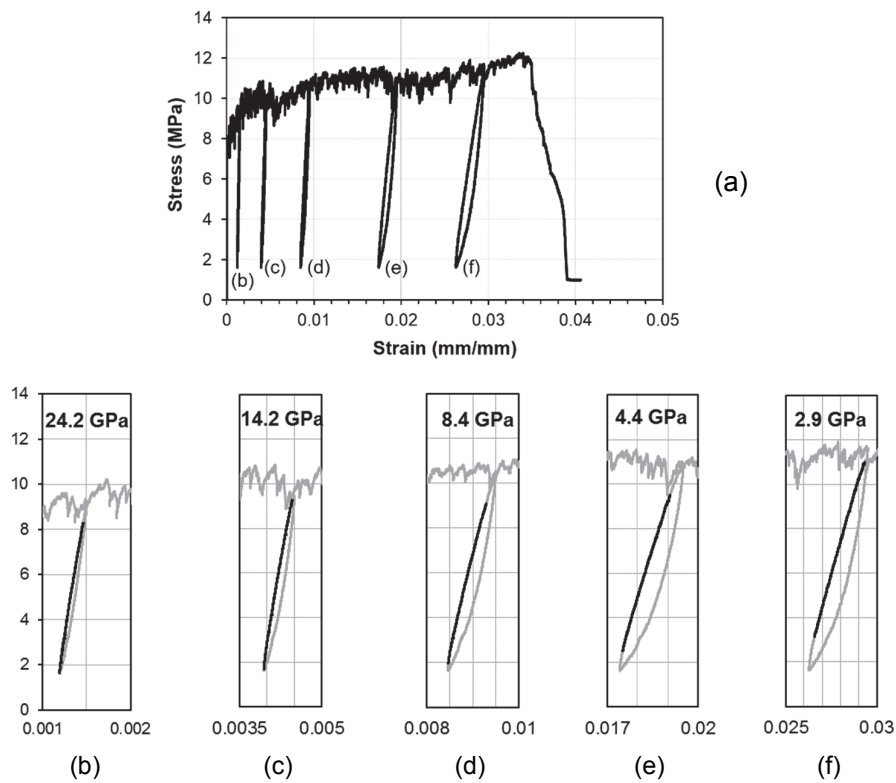 14
12
10
8
6
4
2
0
Stress (MPa)
(b) (c) (d) (e) (f)
0 0.01 0.02 0.03 0.04 0.05
Strain (mm/mm)
(a)
14
12
10
8
6
4
2
0
24.2 GPa 14.2 GPa 8.4 GPa 4.4 GPa 2.9 GPa
0.001 0.002 0.0035 0.005 0.008 0.01 0.017 0.02 0.025 0.03
(b) (c) (d) (e) (f)